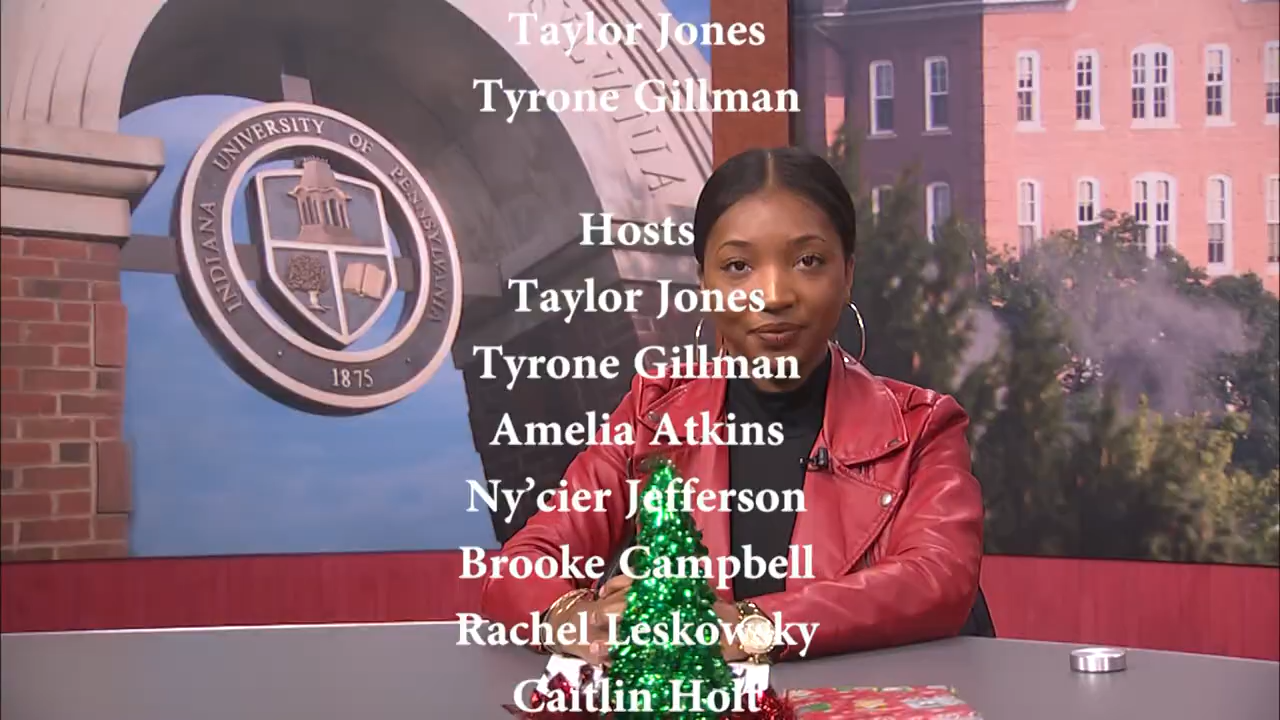 Taylor Jones
Tyrone Gillman
Hosts
Taylor Jones
Tyrone Gillman
Amelia Atkins
Ny'cier Jefferson
Brooke Campbell
Rachel Leskowsky
Caitlin Holt
INDIANA UNIVERSITY OF PENNSYLVANIA
1875